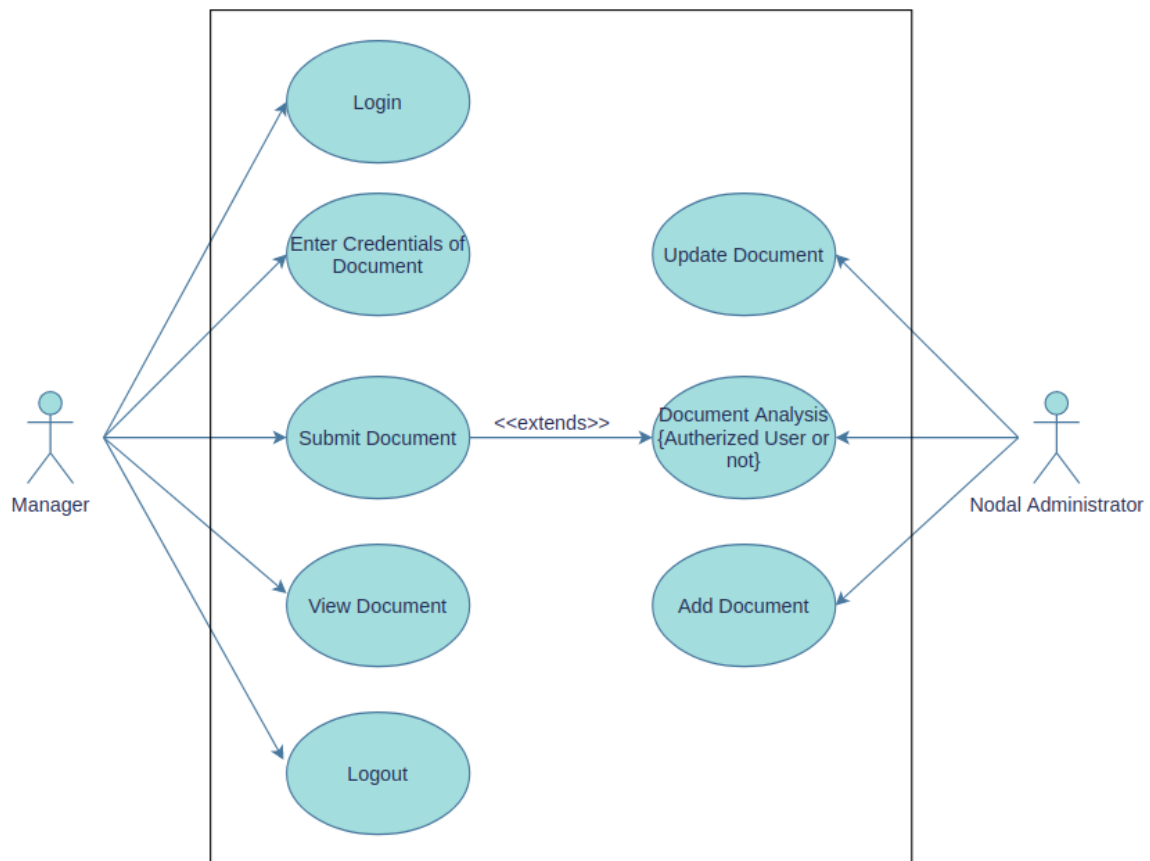 Login
Enter Credentials of
Document
Update Document
Submit Document
<<extends>>
Document Analysis
{Autherized User or
not}
Manager
Nodal Administrator
View Document
Add Document
Logout